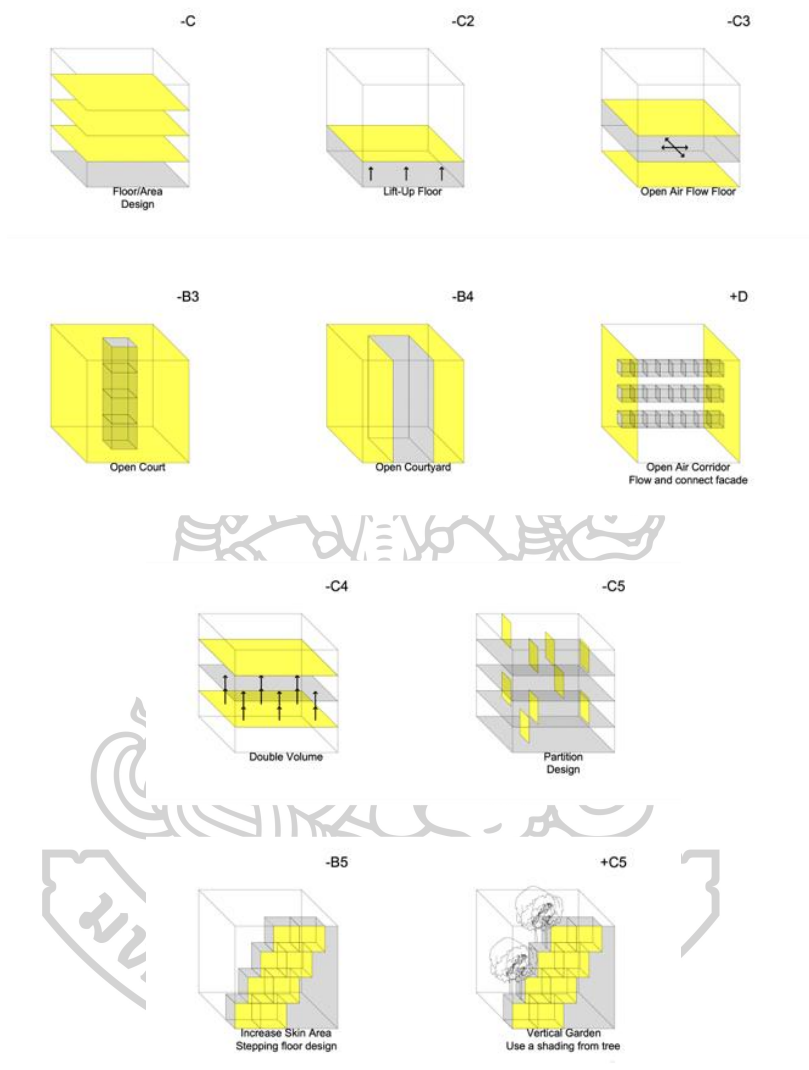 -C
-C2
-C3
Floor/Area
Design
Lift-Up Floor
Open Air Flow Floor
-B3
-B4
+D
Open Court
Open Courtyard
Open Air Corridor
Flow and connect facade
-C4
-C5
Double Volume
Partition
Design
-B5
+C5
Increase Skin Area
Stepping floor design
Vertical Garden
Use a shading from tree